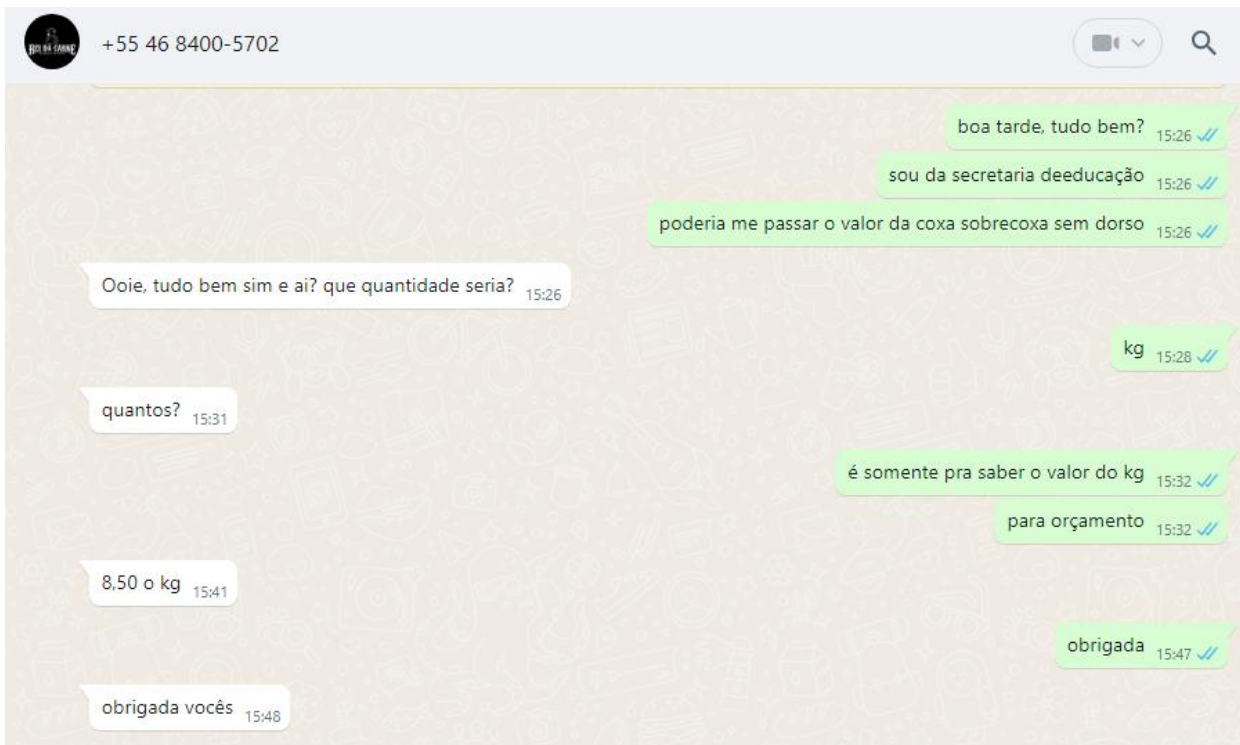 +55 46 8400-5702
boa tarde, tudo bem? 15:26
sou da secretaria deeducação 15:26
poderia me passar o valor da coxa sobrecoxa sem dorso 15:26
Ooie, tudo bem sim e ai? que quantidade seria? 15:26
kg 15:28
quantos? 15:31
é somente pra saber o valor do kg 15:32
para orçamento 15:32
8,50 o kg 15:41
obrigada 15:47
obrigada vocês 15:48